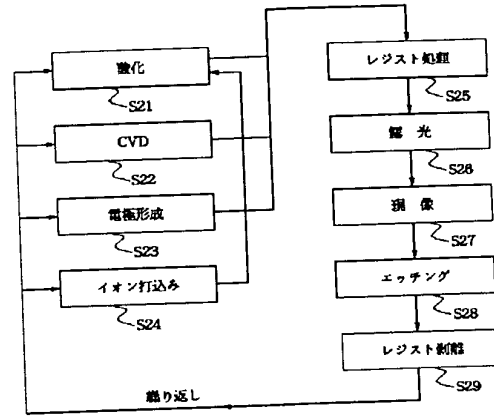 酸化
S21
CVD
S22
電極形成
S23
イオン打込み
S24
レジスト処理
S25
露光
S26
現像
S27
エッチング
S28
レジスト剥離
S29
繰り返し